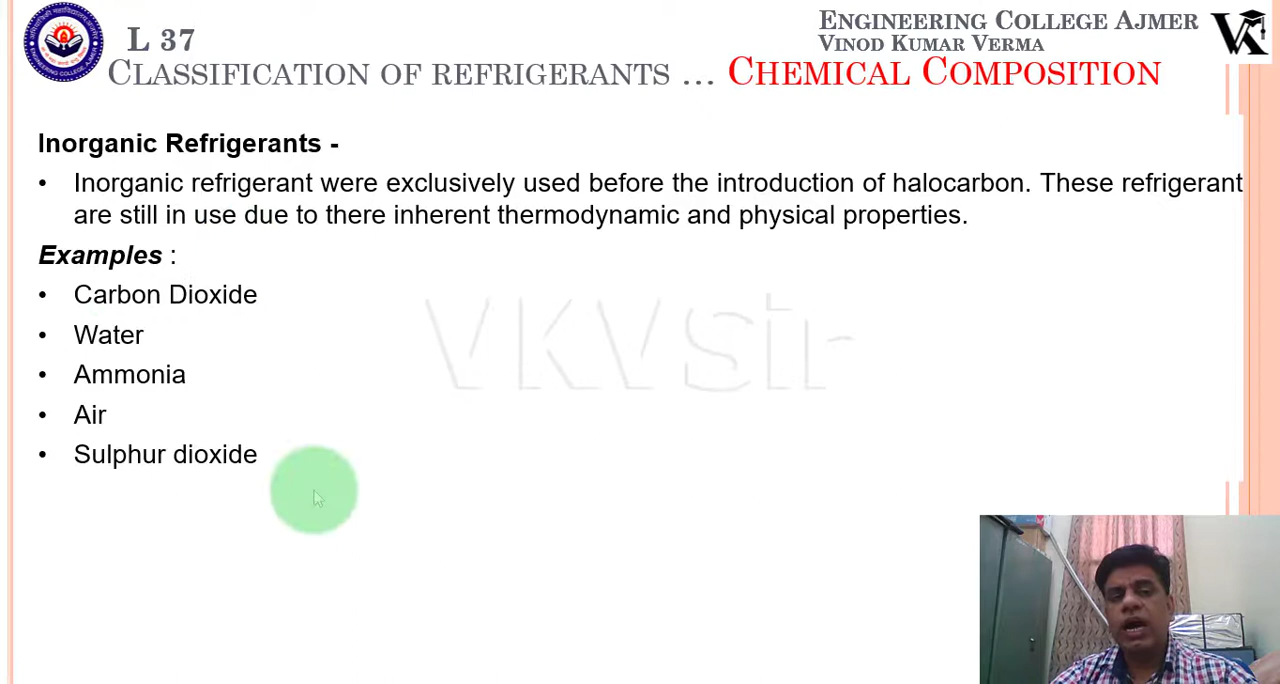 L 37
ENGINEERING COLLEGE AJMER
VINOD KUMAR VERMA
CLASSIFICATION OF REFRIGERANTS ... CHEMICAL COMPOSITION
Inorganic Refrigerants -
• Inorganic refrigerant were exclusively used before the introduction of halocarbon. These refrigerant
are still in use due to there inherent thermodynamic and physical properties.
Examples :
• Carbon Dioxide
• Water
• Ammonia
• Air
• Sulphur dioxide
VKVSir